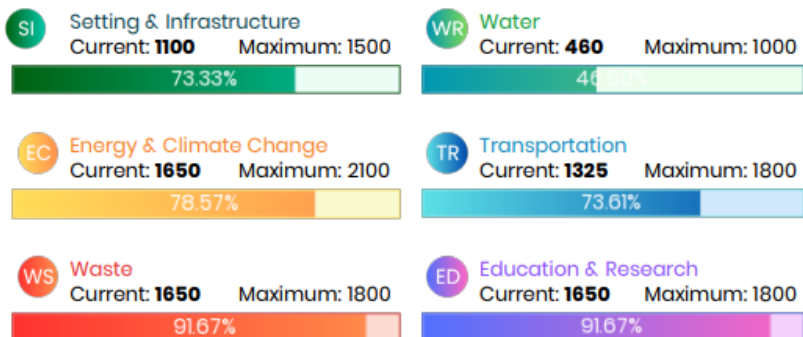 SI Setting & Infrastructure
Current: 1100 Maximum: 1500
73.33%
WR Water
Current: 460 Maximum: 1000
46.00%
EC Energy & Climate Change
Current: 1650 Maximum: 2100
78.57%
TR Transportation
Current: 1325 Maximum: 1800
73.61%
WS Waste
Current: 1650 Maximum: 1800
91.67%
ED Education & Research
Current: 1650 Maximum: 1800
91.67%